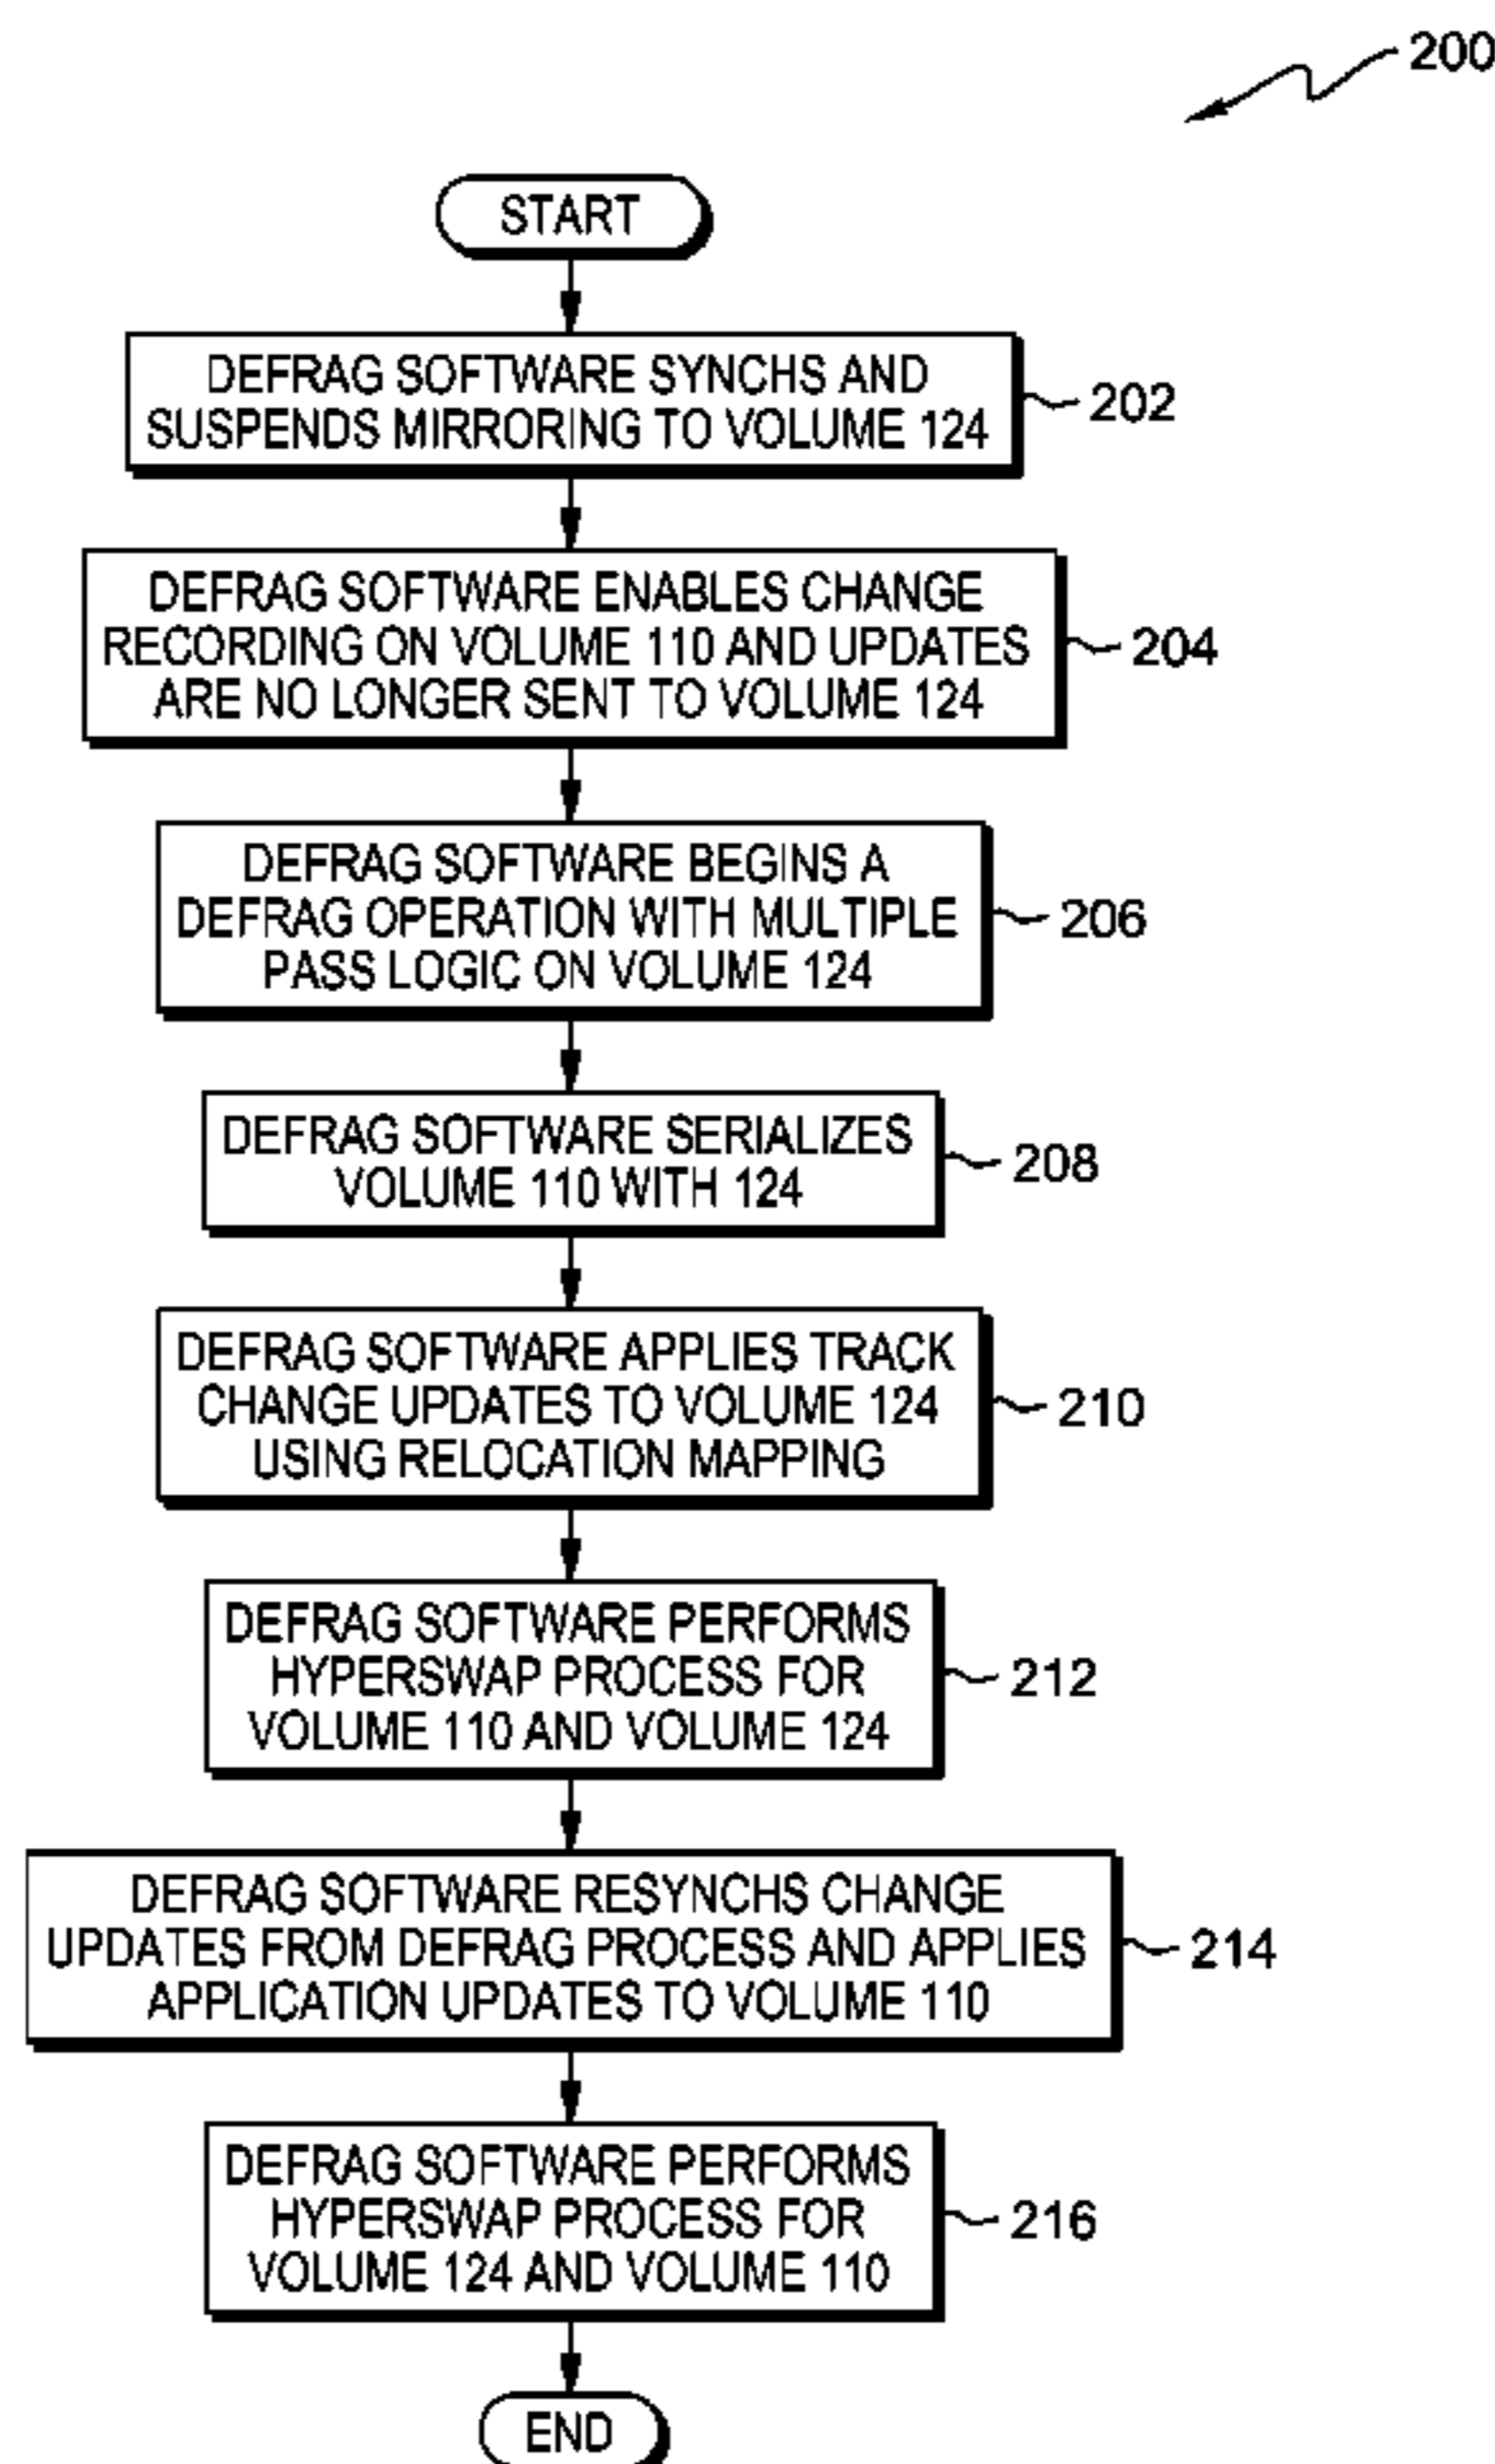 200
START
DEFRAG SOFTWARE SYNCHS AND
SUSPENDS MIRRORING TO VOLUME 124
202
DEFRAG SOFTWARE ENABLES CHANGE
RECORDING ON VOLUME 110 AND UPDATES
ARE NO LONGER SENT TO VOLUME 124
204
DEFRAG SOFTWARE BEGINS A
DEFRAG OPERATION WITH MULTIPLE
PASS LOGIC ON VOLUME 124
206
DEFRAG SOFTWARE SERIALIZES
VOLUME 110 WITH 124
208
DEFRAG SOFTWARE APPLIES TRACK
CHANGE UPDATES TO VOLUME 124
USING RELOCATION MAPPING
210
DEFRAG SOFTWARE PERFORMS
HYPERSWAP PROCESS FOR
VOLUME 110 AND VOLUME 124
212
DEFRAG SOFTWARE RESYNCHS CHANGE
UPDATES FROM DEFRAG PROCESS AND APPLIES
APPLICATION UPDATES TO VOLUME 110
214
DEFRAG SOFTWARE PERFORMS
HYPERSWAP PROCESS FOR
VOLUME 124 AND VOLUME 110
216
END